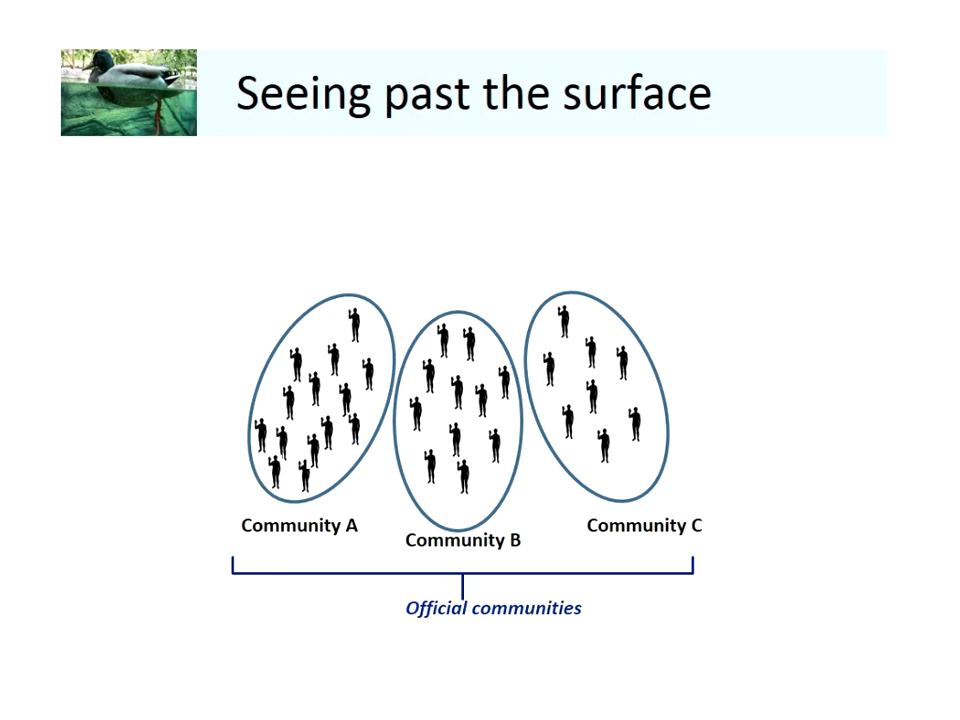 Seeing past the surface
Community A
Community B
Community C
Official communities